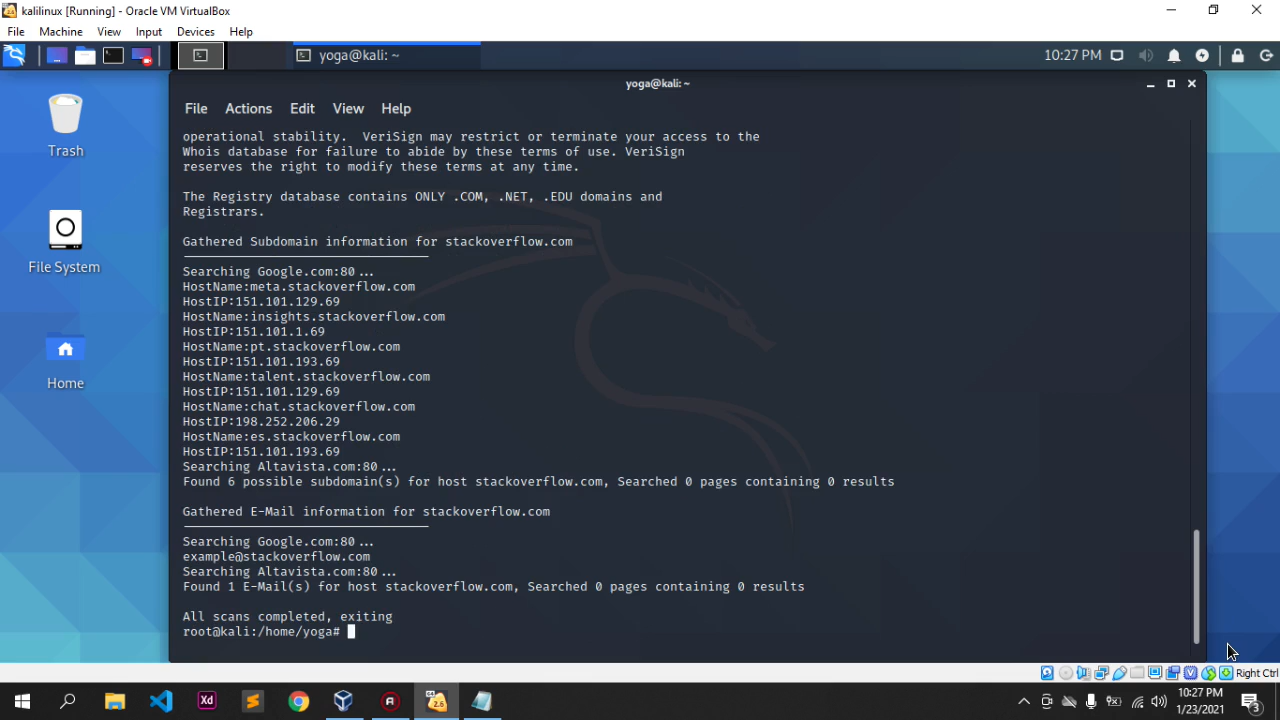 kalilinux [Running] - Oracle VM VirtualBox
File Machine View Input Devices Help
yoga@kali: ~
10:27 PM
yoga@kali: ~
File Actions Edit View Help
Trash
File System
Home
operational stability.  VeriSign may restrict or terminate your access to the
Whois database for failure to abide by these terms of use. VeriSign
reserves the right to modify these terms at any time.
The Registry database contains ONLY .COM, .NET, .EDU domains and
Registrars.
Gathered Subdomain information for stackoverflow.com
---------------------------------
Searching Google.com:80...
HostName:meta.stackoverflow.com
HostIP:151.101.129.69
HostName:insights.stackoverflow.com
HostIP:151.101.1.69
HostName:pt.stackoverflow.com
HostIP:151.101.193.69
HostName:talent.stackoverflow.com
HostIP:151.101.129.69
HostName:chat.stackoverflow.com
HostIP:198.252.206.29
HostName:es.stackoverflow.com
HostIP:151.101.193.69
Searching Altavista.com:80...
Found 6 possible subdomain(s) for host stackoverflow.com, Searched 0 pages containing 0 results
Gathered E-Mail information for stackoverflow.com
---------------------------------
Searching Google.com:80...
example@stackoverflow.com
Searching Altavista.com:80...
Found 1 E-Mail(s) for host stackoverflow.com, Searched 0 pages containing 0 results
All scans completed, exiting
root@kali:/home/yoga#
Right Ctrl
Xd
2.6
10:27 PM
1/23/2021
3